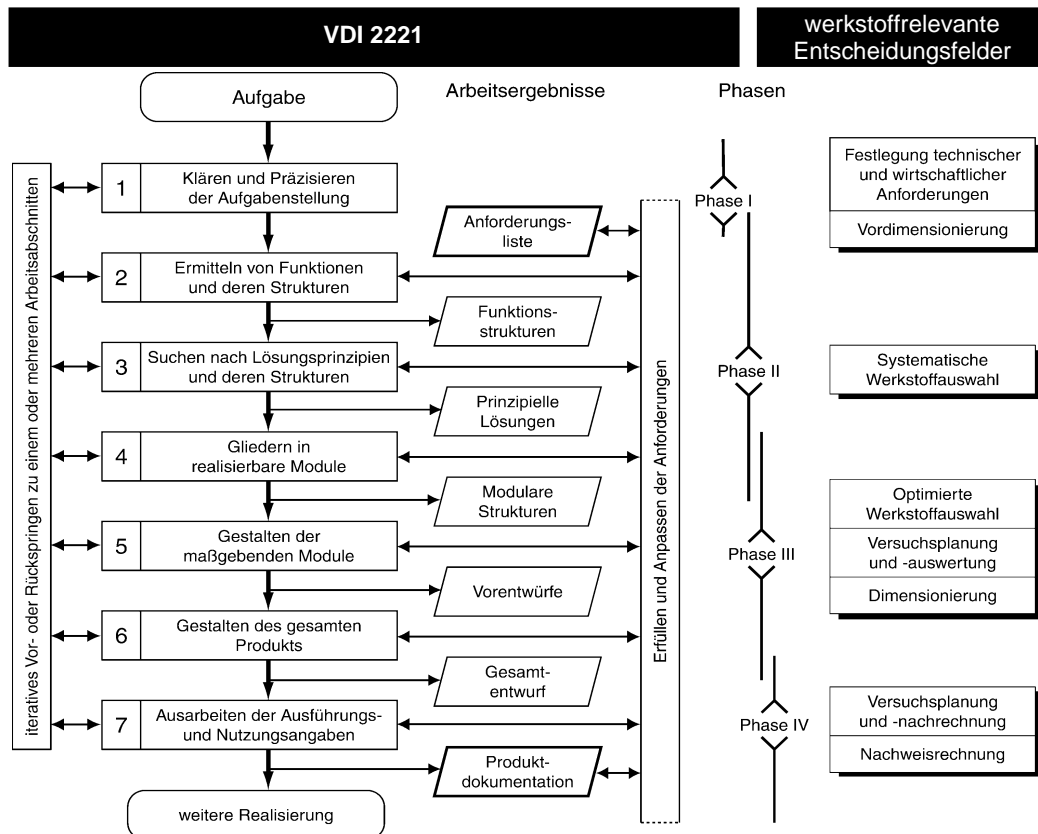 VDI 2221
werkstoffrelevante
Entscheidungsfelder
Aufgabe
Arbeitsergebnisse
Phasen
iteratives Vor- oder Rückspringen zu einem oder mehreren Arbeitsabschnitten
1
Klären und Präzisieren
der Aufgabenstellung
Anforderungs-
liste
2
Ermitteln von Funktionen
und deren Strukturen
Funktions-
strukturen
3
Suchen nach Lösungsprinzipien
und deren Strukturen
Prinzipielle
Lösungen
4
Gliedern in
realisierbare Module
Modulare
Strukturen
5
Gestalten der
maßgebenden Module
Vorentwürfe
6
Gestalten des gesamten
Produkts
Gesamt-
entwurf
7
Ausarbeiten der Ausführungs-
und Nutzungsangaben
Produkt-
dokumentation
weitere Realisierung
Erfüllen und Anpassen der Anforderungen
Phase I
Phase II
Phase III
Phase IV
Festlegung technischer
und wirtschaftlicher
Anforderungen
Vordimensionierung
Systematische
Werkstoffauswahl
Optimierte
Werkstoffauswahl
Versuchsplanung
und -auswertung
Dimensionierung
Versuchsplanung
und -nachrechnung
Nachweisrechnung